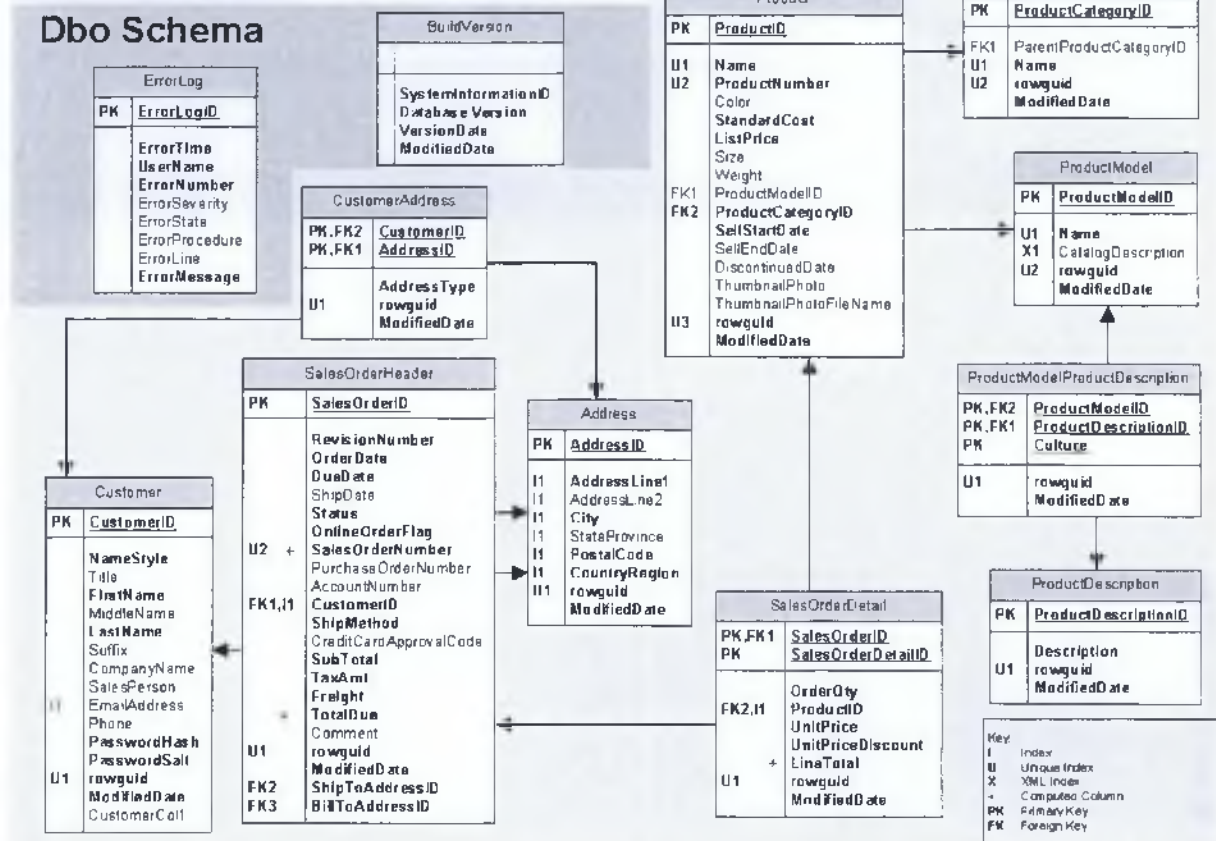 Dbo Schema
ErrorLog
PK ErrorLogID
ErrorTime
UserName
ErrorNumber
ErrorSeverity
ErrorState
ErrorProcedure
ErrorLine
ErrorMessage
BuildVersion
SystemInformationID
Database Version
VersionDate
ModifiedDate
CustomerAddress
PK,FK2 CustomerID
PK,FK1 AddressID
AddressType
U1 rowguid
ModifiedDate
Product
PK ProductID
U1 Name
U2 ProductNumber
Color
StandardCost
ListPrice
Size
Weight
FK1 ProductModelID
FK2 ProductCategoryID
SellStartDate
SellEndDate
DiscontinuedDate
ThumbnailPhoto
ThumbnailPhotoFileName
U3 rowguid
ModifiedDate
PK ProductCategoryID
FK1 ParentProductCategoryID
U1 Name
U2 rowguid
ModifiedDate
ProductModel
PK ProductModelID
U1 Name
X1 CatalogDescription
U2 rowguid
ModifiedDate
ProductModelProductDescription
PK,FK2 ProductModelID
PK,FK1 ProductDescriptionID
PK Culture
U1 rowguid
ModifiedDate
ProductDescription
PK ProductDescriptionID
Description
U1 rowguid
ModifiedDate
Customer
PK CustomerID
NameStyle
Title
FirstName
MiddleName
LastName
Suffix
CompanyName
SalesPerson
I1 EmailAddress
Phone
PasswordHash
PasswordSalt
U1 rowguid
ModifiedDate
CustomerCol1
SalesOrderHeader
PK SalesOrderID
RevisionNumber
OrderDate
DueDate
ShipDate
Status
OnlineOrderFlag
U2 + SalesOrderNumber
PurchaseOrderNumber
AccountNumber
FK1,I1 CustomerID
ShipMethod
CreditCardApprovalCode
SubTotal
TaxAmt
Freight
+ TotalDue
Comment
U1 rowguid
ModifiedDate
FK2 ShipToAddressID
FK3 BillToAddressID
Address
PK AddressID
I1 AddressLine1
I1 AddressLine2
I1 City
I1 StateProvince
I1 PostalCode
I1 CountryRegion
U1 rowguid
ModifiedDate
SalesOrderDetail
PK,FK1 SalesOrderID
PK SalesOrderDetailID
OrderQty
FK2,I1 ProductID
UnitPrice
UnitPriceDiscount
+ LineTotal
U1 rowguid
ModifiedDate
Key
I Index
U Unique Index
X XML Index
+ Computed Column
PK Primary Key
FK Foreign Key